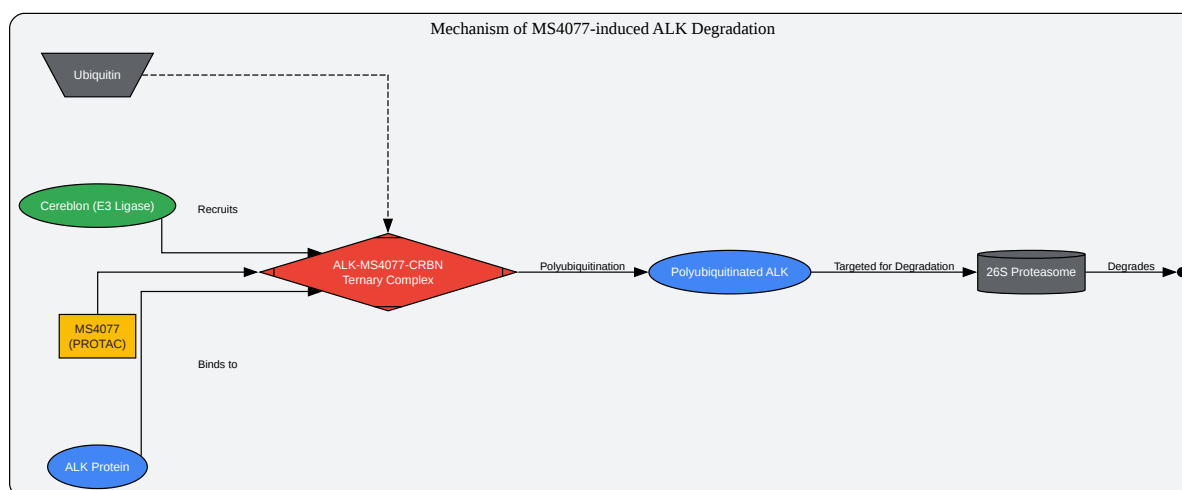 Mechanism of MS4077-induced ALK Degradation
Ubiquitin
Cereblon (E3 Ligase)
Recruits
ALK-MS4077-CRBN
Ternary Complex
Polyubiquitination
Polyubiquitinated ALK
Targeted for Degradation
26S Proteasome
Degrades
MS4077
(PROTAC)
Binds to
ALK Protein